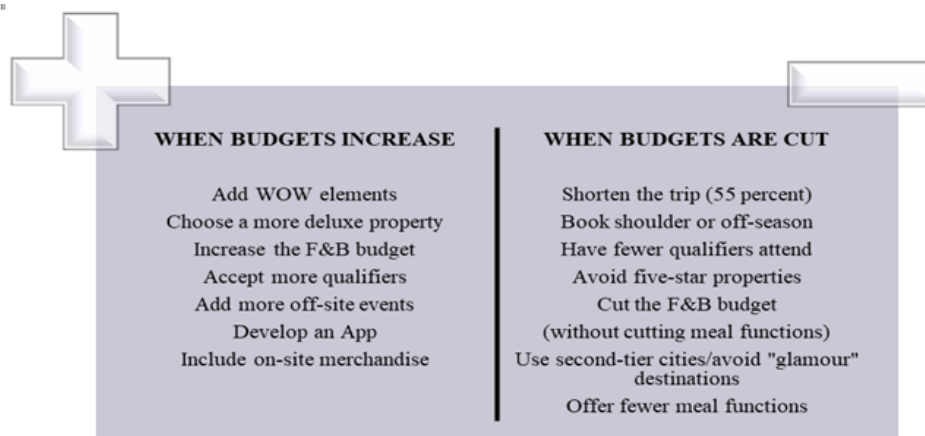 WHEN BUDGETS INCREASE
Add WOW elements
Choose a more deluxe property
Increase the F&B budget
Accept more qualifiers
Add more off-site events
Develop an App
Include on-site merchandise
WHEN BUDGETS ARE CUT
Shorten the trip (55 percent)
Book shoulder or off-season
Have fewer qualifiers attend
Avoid five-star properties
Cut the F&B budget
(without cutting meal functions)
Use second-tier cities/avoid "glamour"
destinations
Offer fewer meal functions